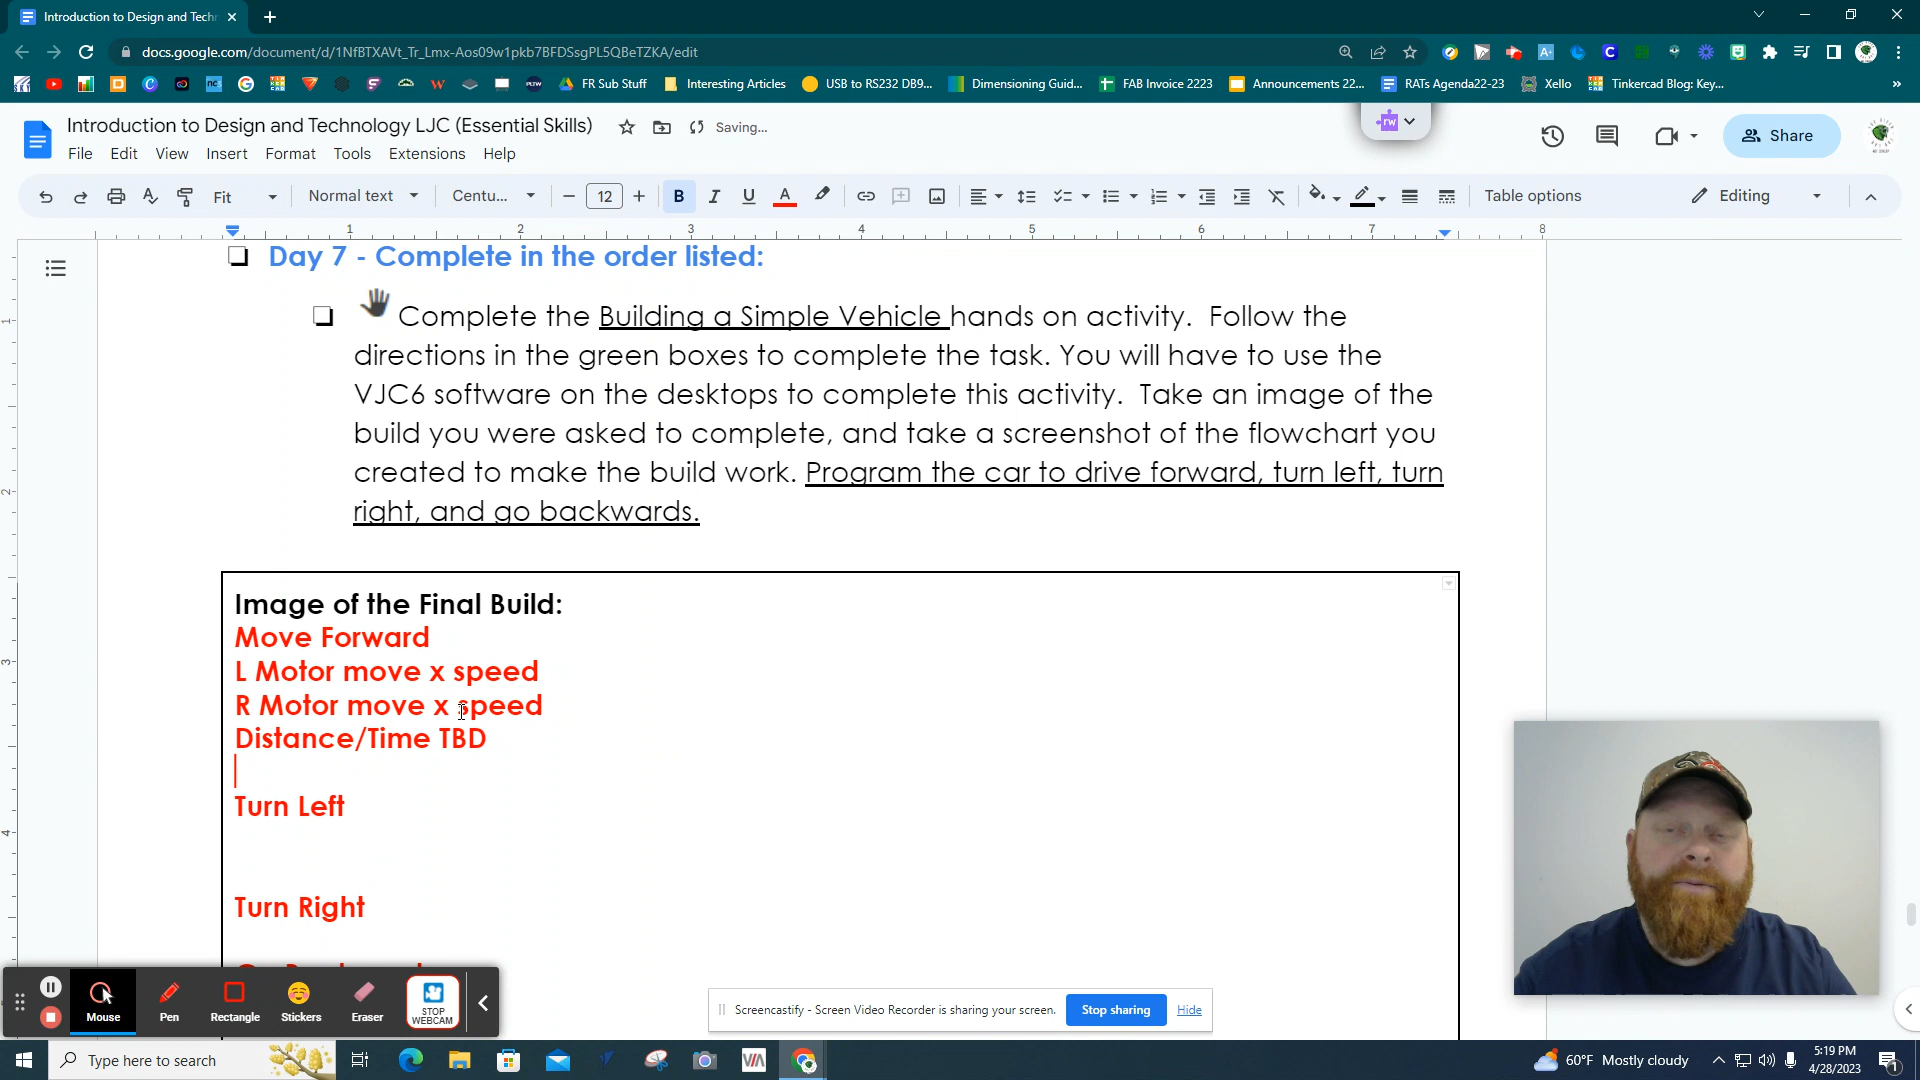 Introduction to Design and Tech
docs.google.com/document/d/1NfBTXAVt_Tr_Lmx-Aos09w1pkb7BFDSsgPL5QBeTZKA/edit
FR Sub Stuff
Interesting Articles
USB to RS232 DB9...
Dimensioning Guid...
FAB Invoice 2223
Announcements 22...
RATs Agenda22-23
Xello
Tinkercad Blog: Key...
Introduction to Design and Technology LJC (Essential Skills)
Saving...
File Edit View Insert Format Tools Extensions Help
Share
Fit
Normal text
Centu...
12
Table options
Editing
1 2 3 4 5 6 7 8
Day 7 - Complete in the order listed:
Complete the Building a Simple Vehicle hands on activity. Follow the
directions in the green boxes to complete the task. You will have to use the
VJC6 software on the desktops to complete this activity. Take an image of the
build you were asked to complete, and take a screenshot of the flowchart you
created to make the build work. Program the car to drive forward, turn left, turn
right, and go backwards.
Image of the Final Build:
Move Forward
L Motor move x speed
R Motor move x speed
Distance/Time TBD
Turn Left
Turn Right
Mouse
Pen
Rectangle
Stickers
Eraser
STOP
WEBCAM
Screencastify - Screen Video Recorder is sharing your screen.
Stop sharing
Hide
Type here to search
60°F Mostly cloudy
5:19 PM
4/28/2023